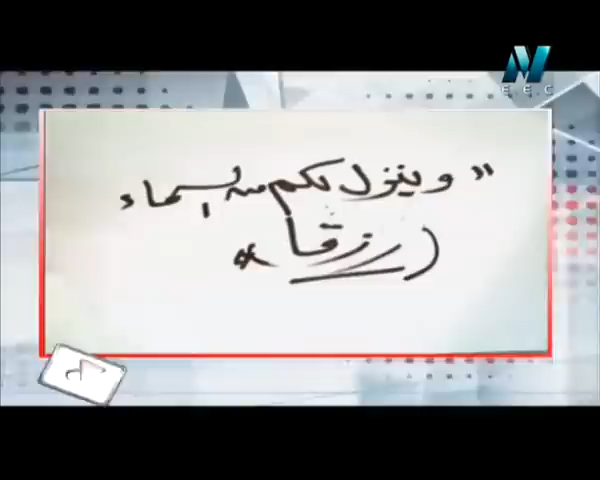 E.E.C
" وينزل لكم من السماء
(رزقا) "